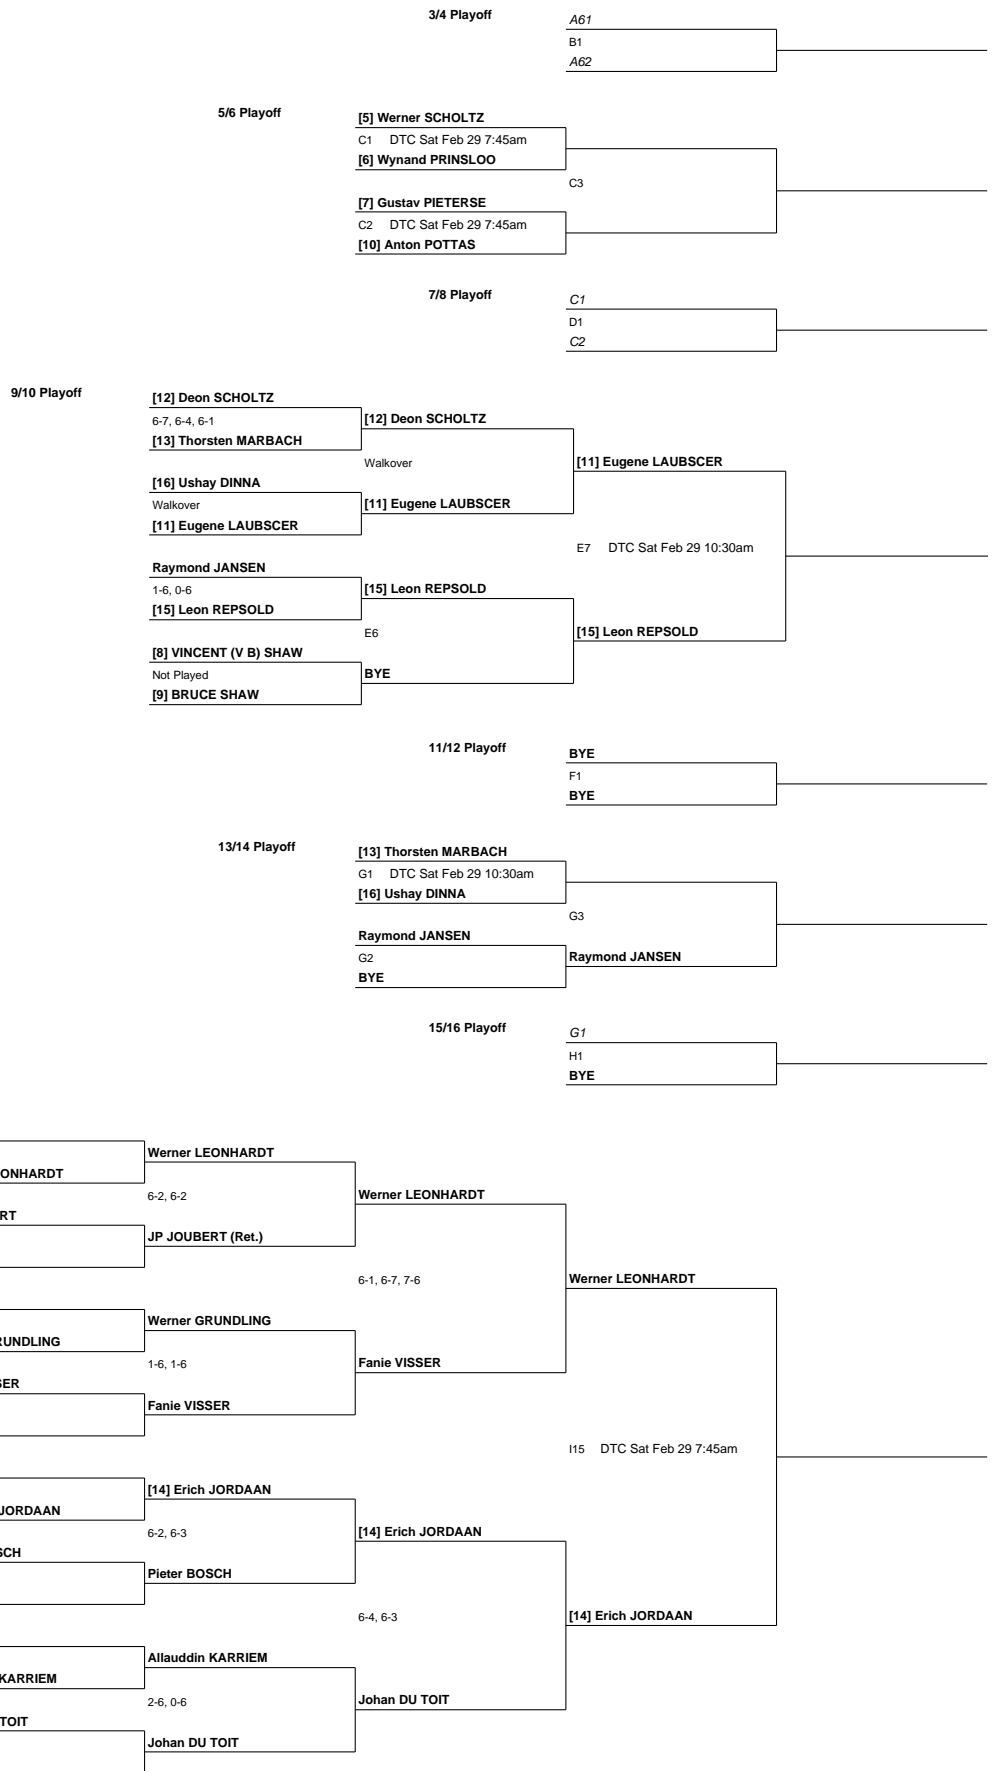 3/4 Playoff
A61
B1
A62
5/6 Playoff
[5] Werner SCHOLTZ
C1 DTC Sat Feb 29 7:45am
[6] Wynand PRINSLOO
C3
[7] Gustav PIETERSE
C2 DTC Sat Feb 29 7:45am
[10] Anton POTTAS
7/8 Playoff
C1
D1
C2
9/10 Playoff
[12] Deon SCHOLTZ
6-7, 6-4, 6-1
[12] Deon SCHOLTZ
[13] Thorsten MARBACH
Walkover
[11] Eugene LAUBSCER
[16] Ushay DINNA
Walkover
[11] Eugene LAUBSCER
[11] Eugene LAUBSCER
E7 DTC Sat Feb 29 10:30am
Raymond JANSEN
1-6, 0-6
[15] Leon REPSOLD
[15] Leon REPSOLD
E6
[15] Leon REPSOLD
[8] VINCENT (V B) SHAW
Not Played
BYE
[9] BRUCE SHAW
11/12 Playoff
BYE
F1
BYE
13/14 Playoff
[13] Thorsten MARBACH
G1 DTC Sat Feb 29 10:30am
[16] Ushay DINNA
G3
Raymond JANSEN
G2
Raymond JANSEN
BYE
15/16 Playoff
G1
H1
BYE
Werner LEONHARDT
ONHARDT
6-2, 6-2
Werner LEONHARDT
RT
JP JOUBERT (Ret.)
6-1, 6-7, 7-6
Werner LEONHARDT
Werner GRUNDLING
RUNDLING
1-6, 1-6
Fanie VISSER
SER
Fanie VISSER
I15 DTC Sat Feb 29 7:45am
[14] Erich JORDAAN
JORDAAN
6-2, 6-3
[14] Erich JORDAAN
SCH
Pieter BOSCH
6-4, 6-3
[14] Erich JORDAAN
Allauddin KARRIEM
KARRIEM
2-6, 0-6
Johan DU TOIT
TOIT
Johan DU TOIT